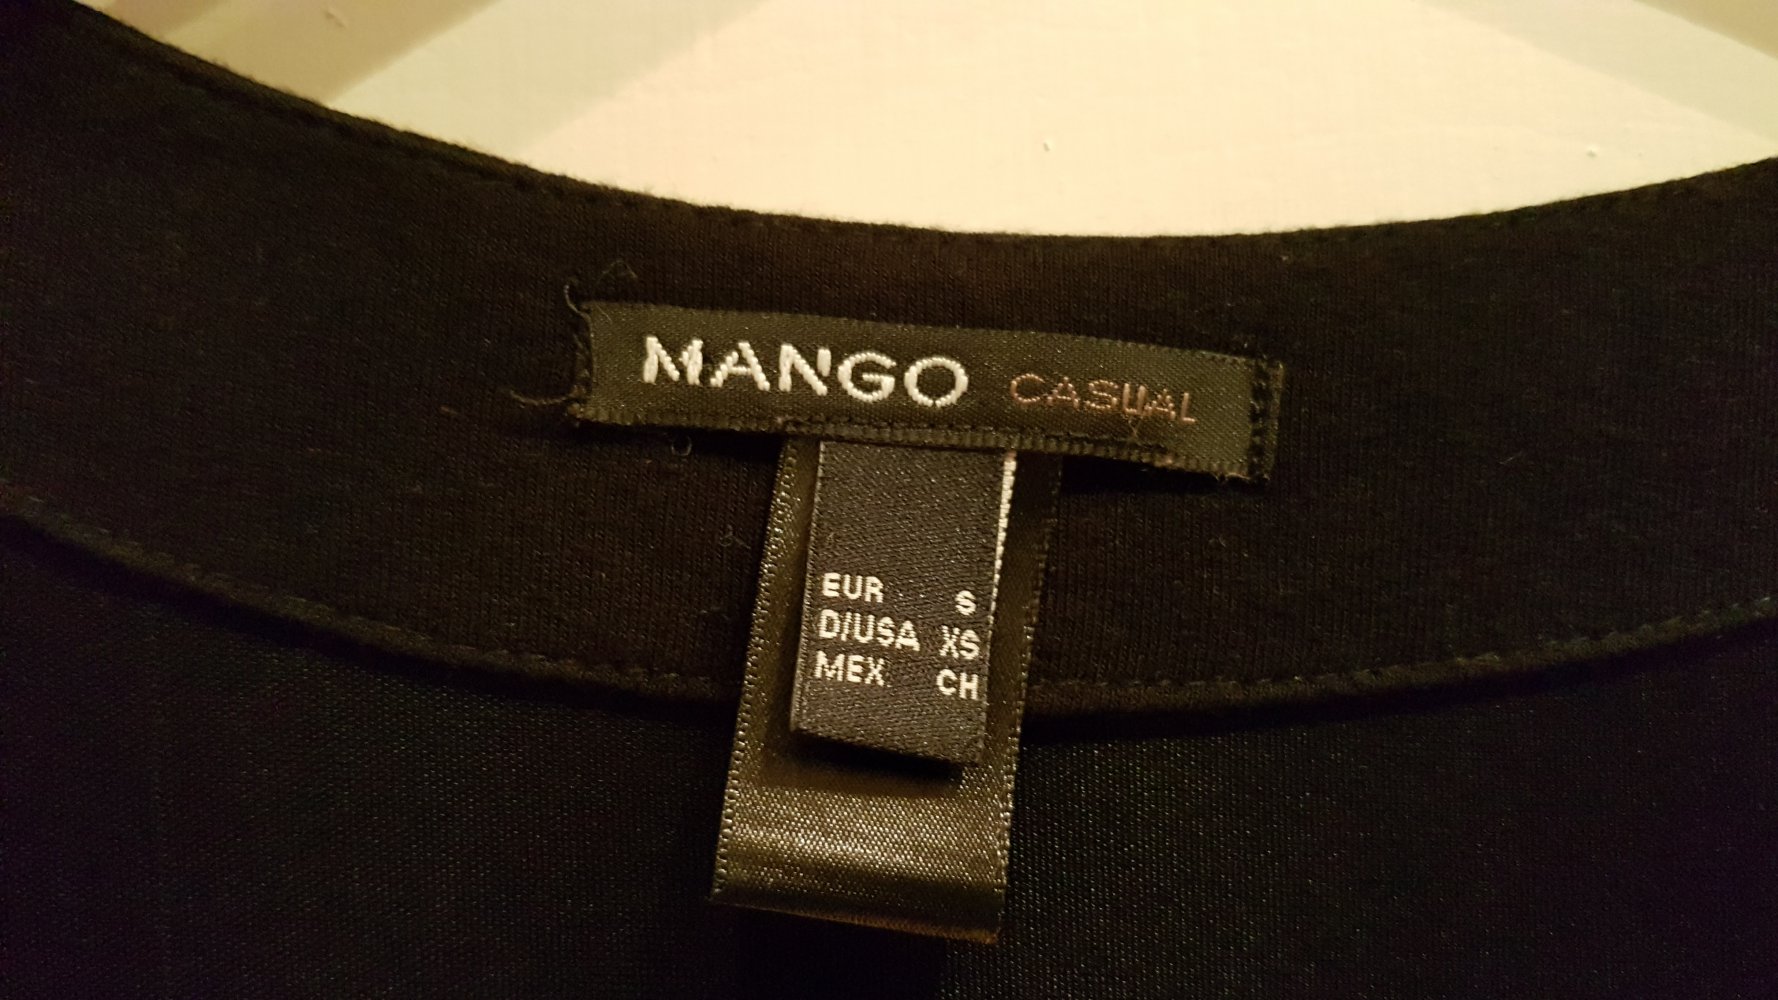 MANGO CASUAL
EUR S
D/USA XS
MEX CH